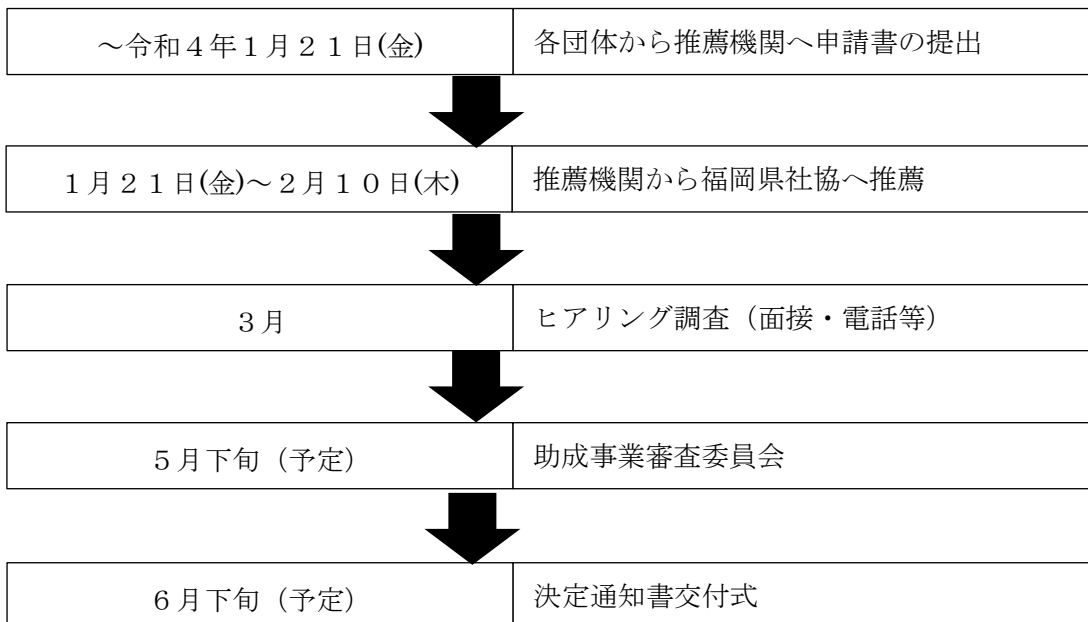 ～令和４年１月２１日(金)
各団体から推薦機関へ申請書の提出
１月２１日(金)～２月１０日(木)
推薦機関から福岡県社協へ推薦
３月
ヒアリング調査（面接・電話等）
５月下旬（予定）
助成事業審査委員会
６月下旬（予定）
決定通知書交付式